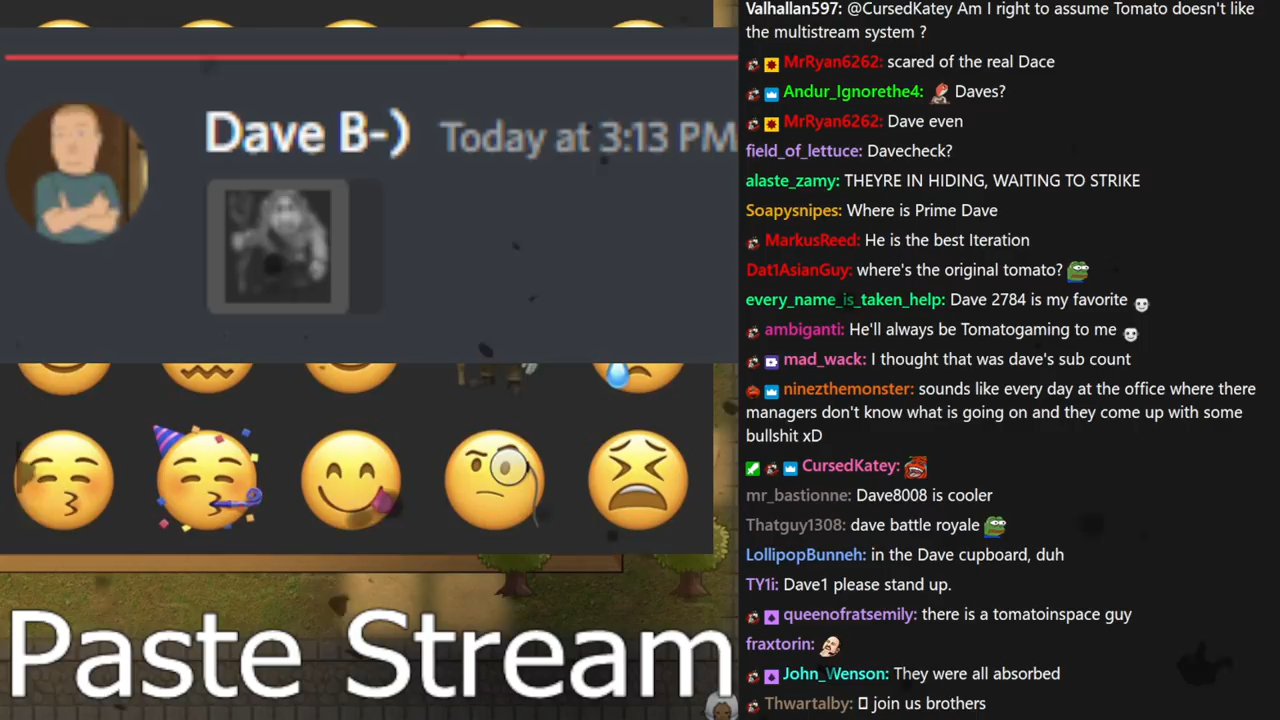 Dave B-) Today at 3:13 PM
Paste Stream
Valhallan597: @CursedKatey Am I right to assume Tomato doesn't like
the multistream system ?
MrRyan6262: scared of the real Dace
Andur_Ignorethe4: Daves?
MrRyan6262: Dave even
field_of_lettuce: Davecheck?
alaste_zamy: THEYRE IN HIDING, WAITING TO STRIKE
Soapysnipes: Where is Prime Dave
MarkusReed: He is the best Iteration
Dat1AsianGuy: where's the original tomato?
every_name_is_taken_help: Dave 2784 is my favorite
ambiganti: He'll always be Tomatogaming to me
mad_wack: I thought that was dave's sub count
ninezthemonster: sounds like every day at the office where there
managers don't know what is going on and they come up with some
bullshit xD
CursedKatey:
mr_bastionne: Dave8008 is cooler
Thatguy1308: dave battle royale
LollipopBunneh: in the Dave cupboard, duh
TY1i: Dave1 please stand up.
queenofratsemily: there is a tomatoinspace guy
fraxtorin:
John_Wenson: They were all absorbed
Thwartalby: ▯ join us brothers